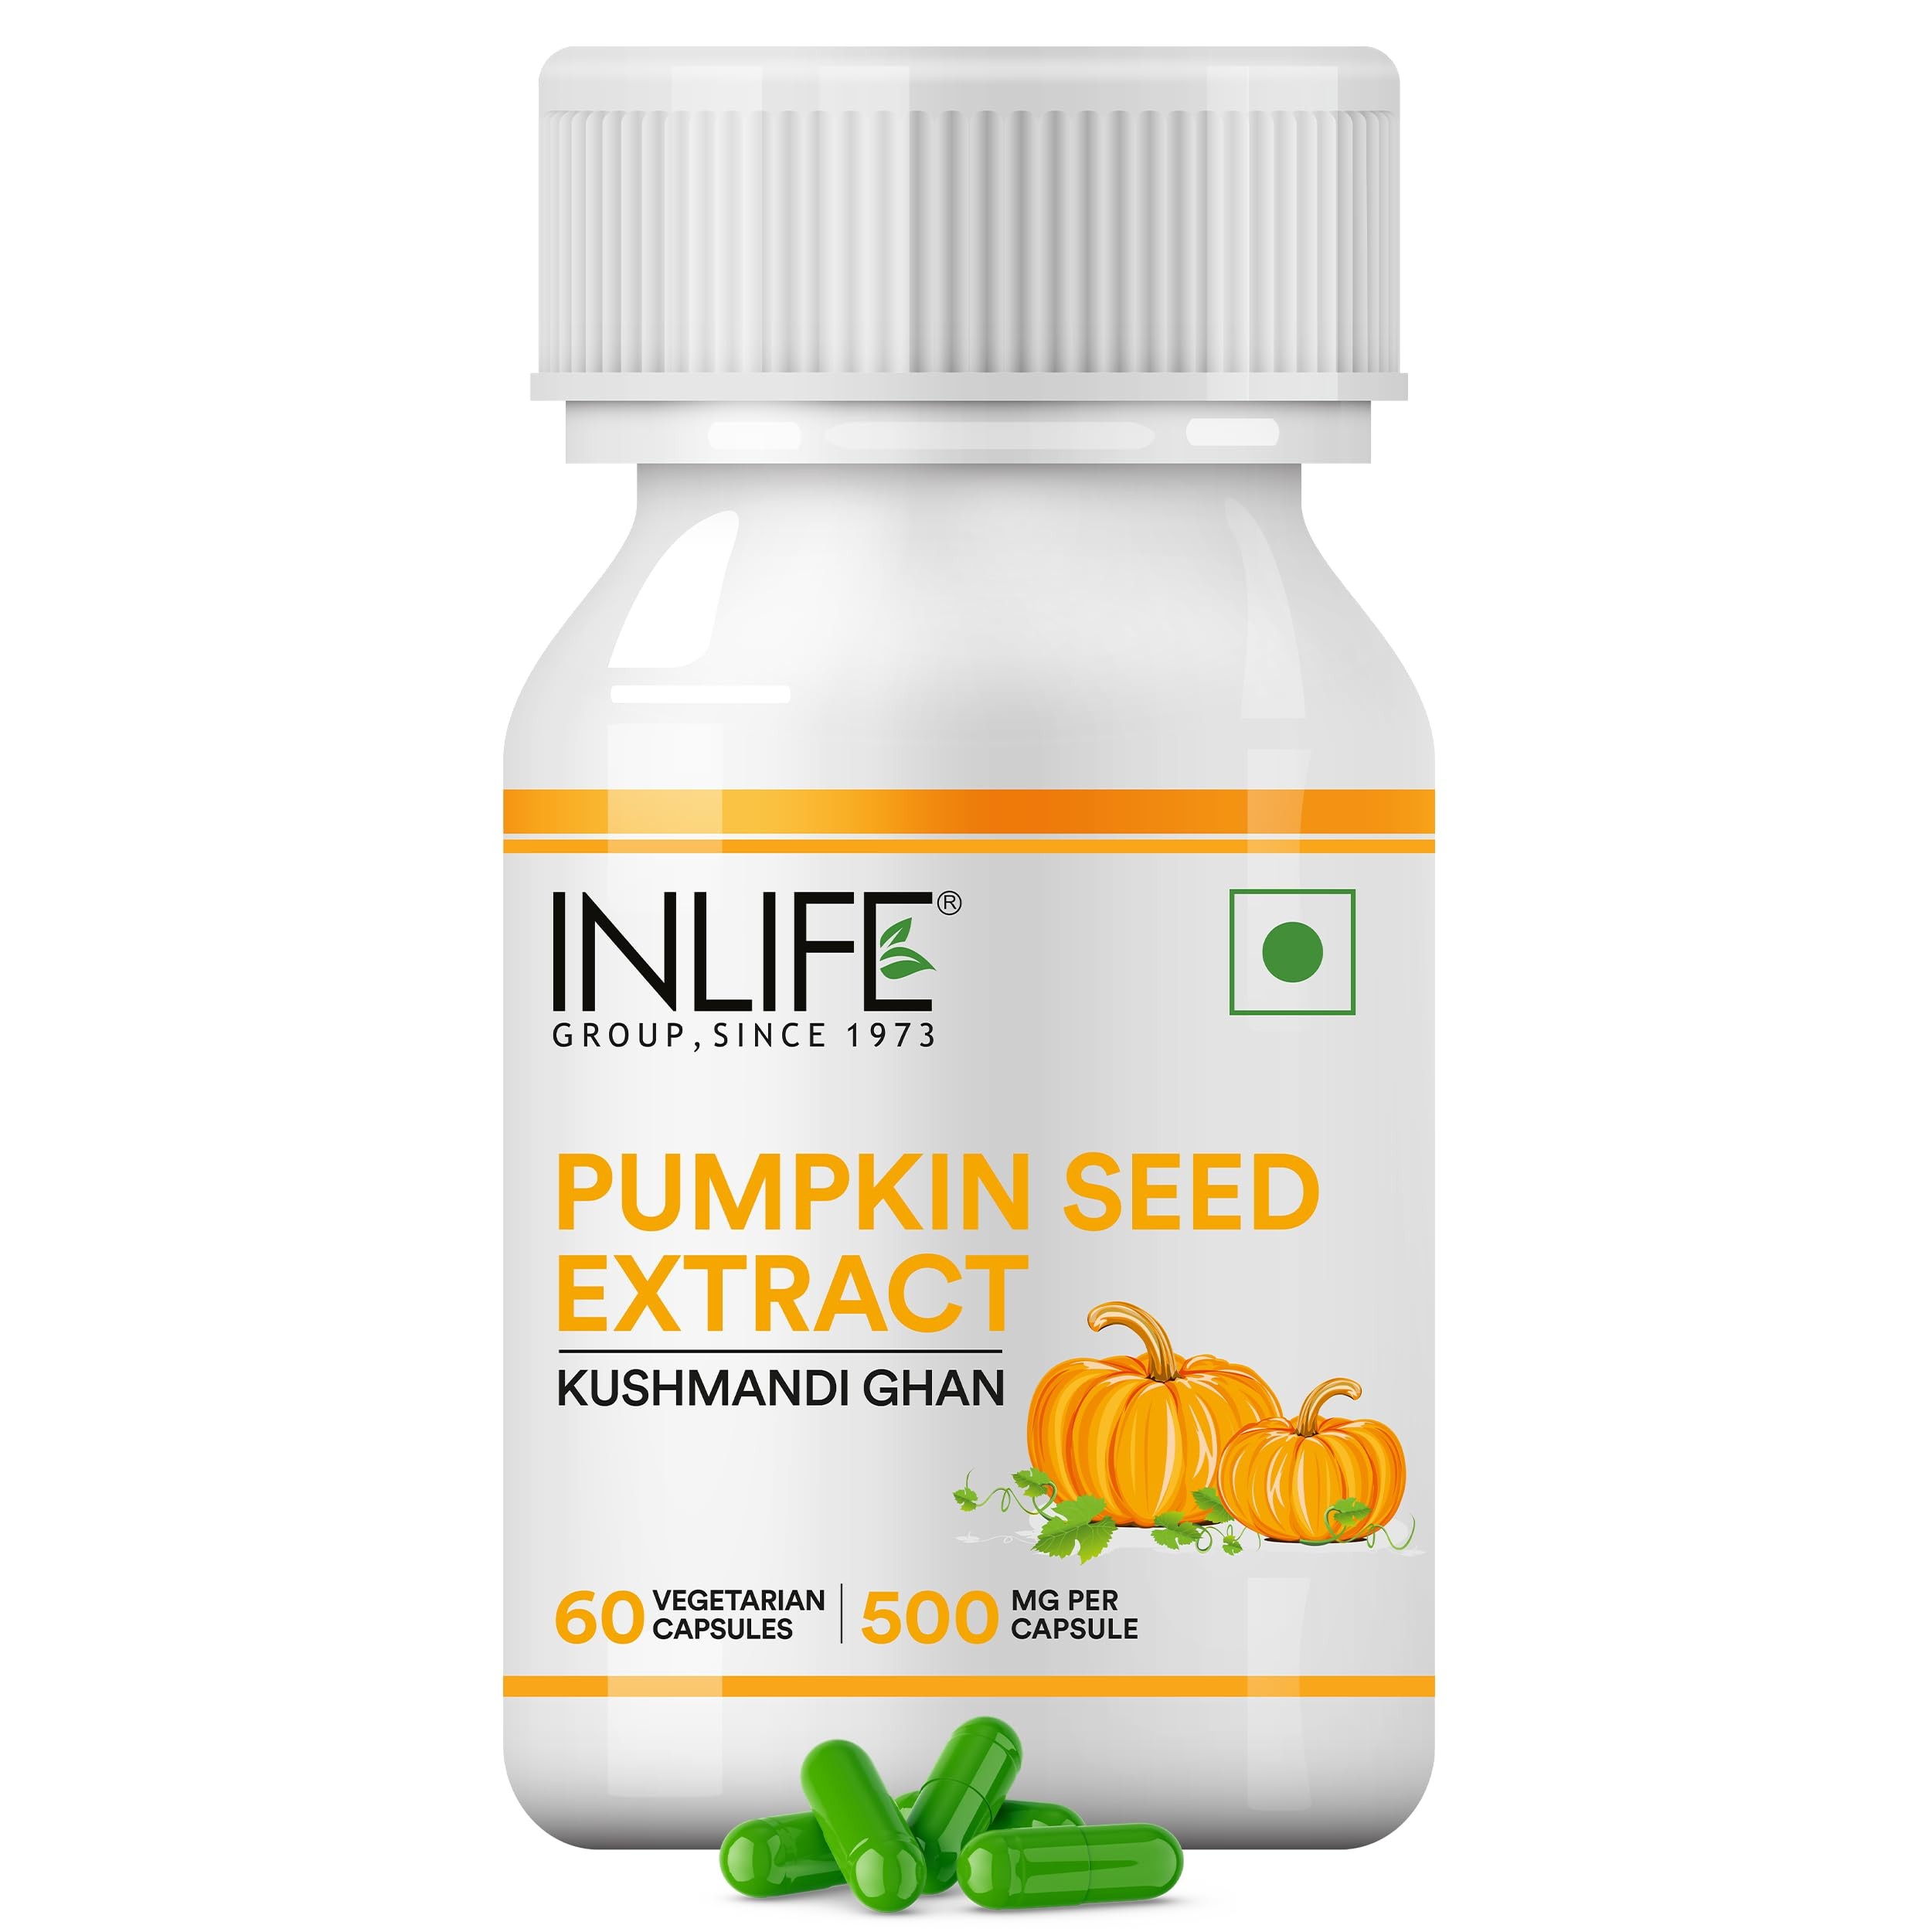 INLIFE®
GROUP, SINCE 1973
PUMPKIN SEED
EXTRACT
KUSHMANDI GHAN
60 VEGETARIAN
CAPSULES
500 MG PER
CAPSULE